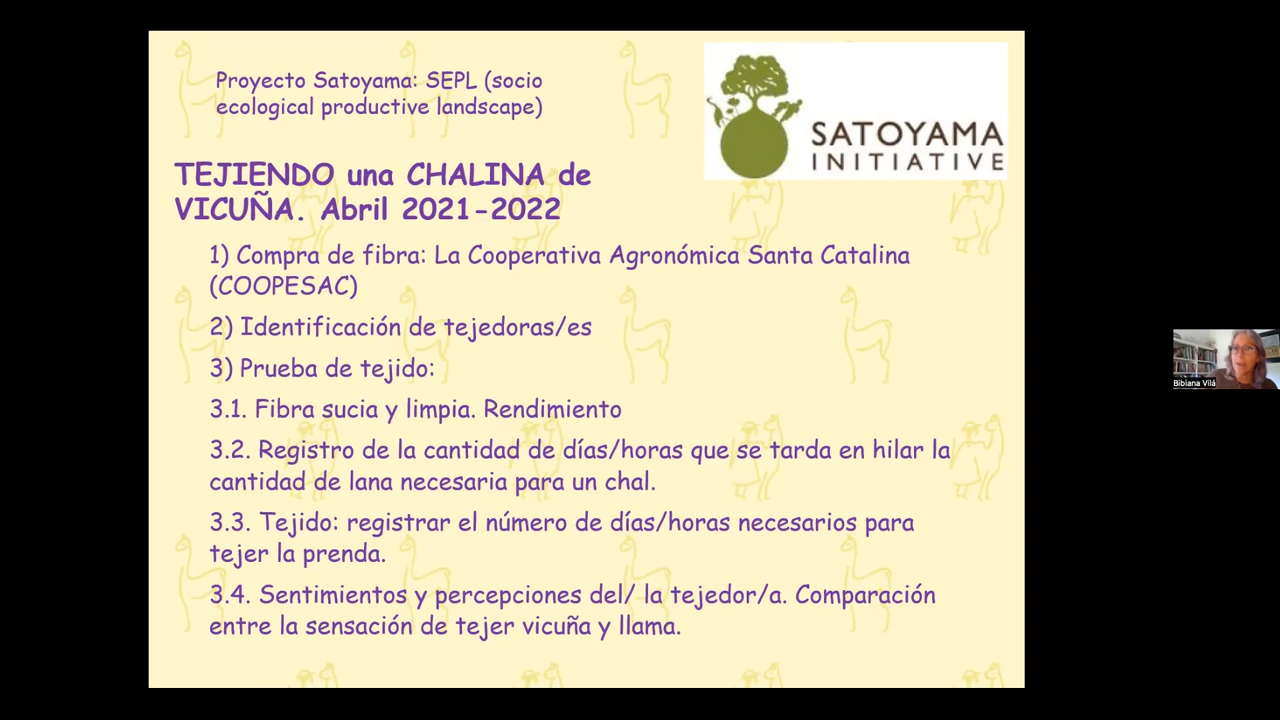 Proyecto Satoyama: SEPL (socio
ecological productive landscape)
SATOYAMA
INITIATIVE
TEJIENDO una CHALINA de
VICUÑA. Abril 2021-2022
1) Compra de fibra: La Cooperativa Agronómica Santa Catalina
(COOPESAC)
2) Identificación de tejedoras/es
3) Prueba de tejido:
3.1. Fibra sucia y limpia. Rendimiento
3.2. Registro de la cantidad de días/horas que se tarda en hilar la
cantidad de lana necesaria para un chal.
3.3. Tejido: registrar el número de días/horas necesarios para
tejer la prenda.
3.4. Sentimientos y percepciones del/ la tejedor/a. Comparación
entre la sensación de tejer vicuña y llama.
Bibiana Vilá